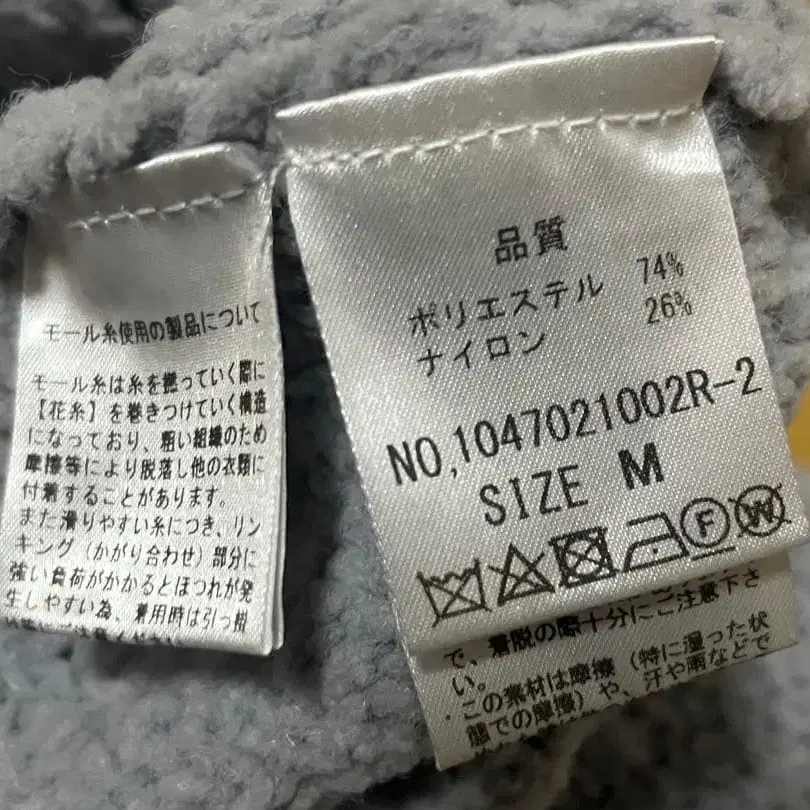 モール糸使用の製品について
モール糸は糸を撚っていく際に
【花糸】を巻きつけていく構造
になっており、粗い組織のため
摩擦等により脱落し他の衣類に
付着することがあります。
また滑りやすい糸につき、リン
キング（かがり合わせ）部分に
強い負荷がかかるとほつれが発
生しやすい為、着用時は引っ掛
品質
ポリエステル 74%
ナイロン 26%
NO,1047021002R-2
SIZE M
F W
で、着脱の際十分にご注意下さ
い。
・この素材は摩擦（特に湿った状
態での摩擦）や、汗や雨などで